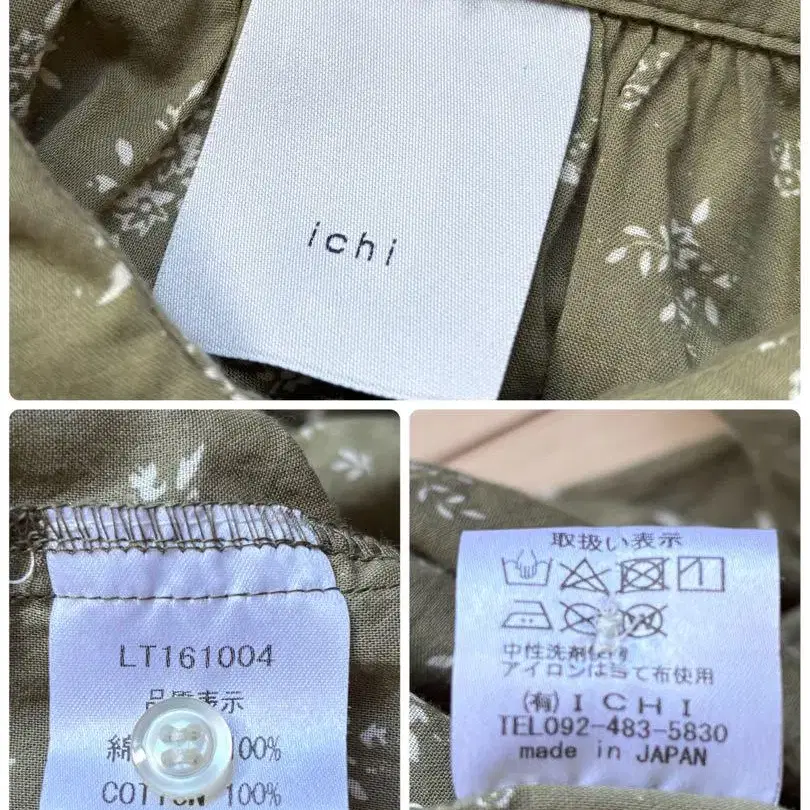 ichi
LT161004
品質表示
綿 100%
COTTON 100%
取扱い表示
中性洗剤使用
アイロンは当て布使用
㈲ICHI
TEL092-483-5830
made in JAPAN